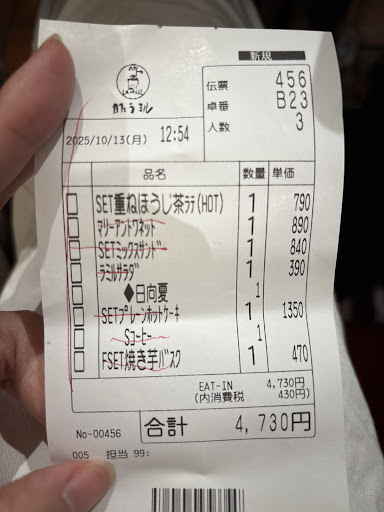 新規
カフェ ラ ミル
伝票 456
卓番 B23
人数 3
2025/10/13(月) 12:54
品名 数量 単価
SET重ねほうじ茶ラテ(HOT) 1 790
マリーアントワネット 1 890
SETミックスサンド 1 840
ラミルサラダ 1 390
◆日向夏 1
SETプレーンホットケーキ 1 1350
Sコーヒー 1
FSET焼き芋バスク 1 470
EAT-IN 4,730円
(内消費税 430円)
No-00456 合計 4,730円
005 担当 99: